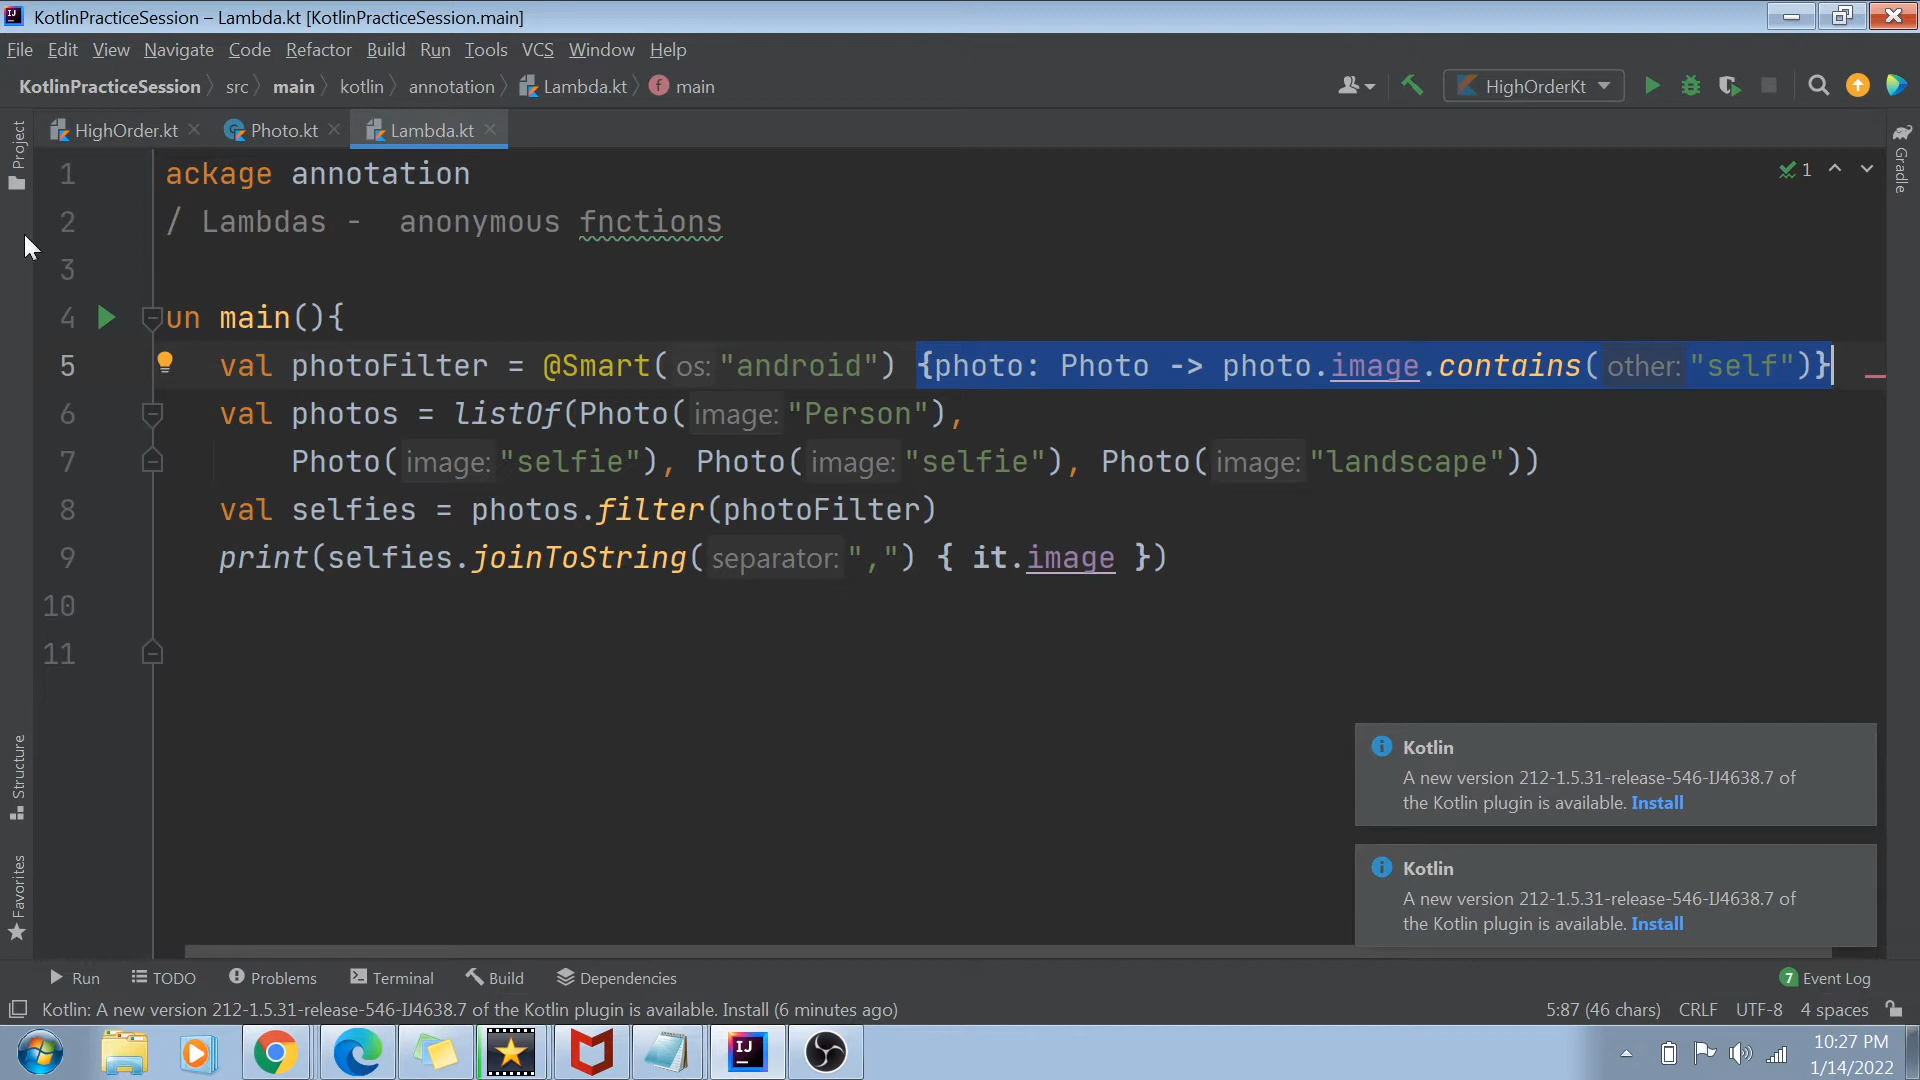 KotlinPracticeSession – Lambda.kt [KotlinPracticeSession.main]
File Edit View Navigate Code Refactor Build Run Tools VCS Window Help
KotlinPracticeSession src main kotlin annotation Lambda.kt main HighOrderKt
HighOrder.kt Photo.kt Lambda.kt
Project
Gradle
1 ackage annotation
1
2 / Lambdas -  anonymous fnctions
3
4 un main(){
5 val photoFilter = @Smart( os: "android") {photo: Photo -> photo.image.contains( other: "self")}
6 val photos = listOf(Photo( image: "Person"),
7 Photo( image: "selfie"), Photo( image: "selfie"), Photo( image: "landscape"))
8 val selfies = photos.filter(photoFilter)
9 print(selfies.joinToString( separator: ",") { it.image })
10
11
Structure
Favorites
Kotlin
A new version 212-1.5.31-release-546-IJ4638.7 of
the Kotlin plugin is available. Install
Kotlin
A new version 212-1.5.31-release-546-IJ4638.7 of
the Kotlin plugin is available. Install
Run TODO Problems Terminal Build Dependencies 7 Event Log
Kotlin: A new version 212-1.5.31-release-546-IJ4638.7 of the Kotlin plugin is available. Install (6 minutes ago) 5:87 (46 chars) CRLF UTF-8 4 spaces
10:27 PM
1/14/2022